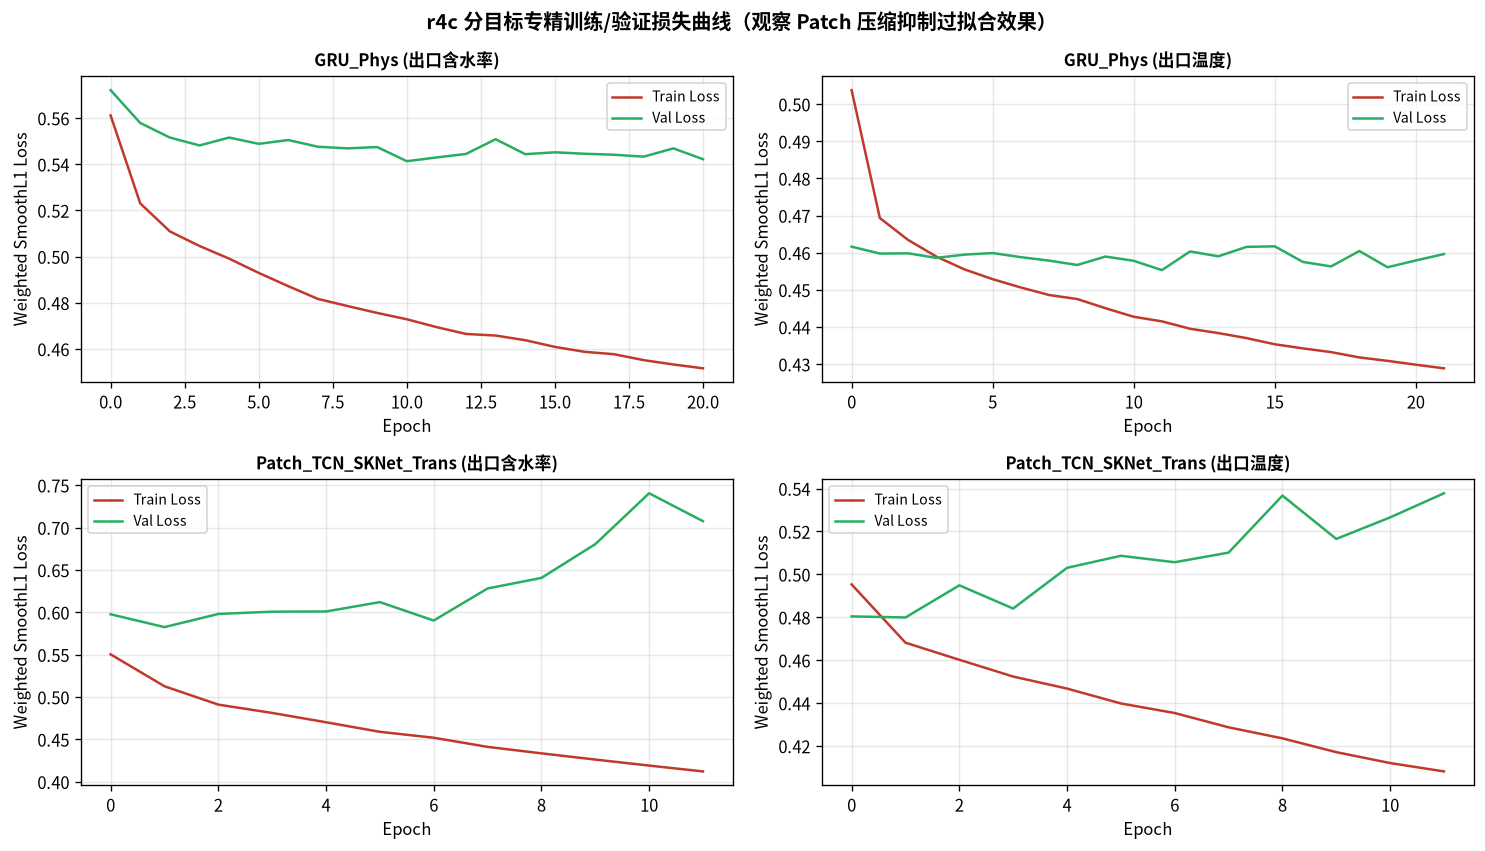 r4c 分目标专精训练/验证损失曲线（观察 Patch 压缩抑制过拟合效果）
GRU_Phys (出口含水率)
Weighted SmoothL1 Loss
0.56
0.54
0.52
0.50
0.48
0.46
Train Loss
Val Loss
0.0 2.5 5.0 7.5 10.0 12.5 15.0 17.5 20.0
Epoch
GRU_Phys (出口温度)
Weighted SmoothL1 Loss
0.50
0.49
0.48
0.47
0.46
0.45
0.44
0.43
Train Loss
Val Loss
0 5 10 15 20
Epoch
Patch_TCN_SKNet_Trans (出口含水率)
Weighted SmoothL1 Loss
0.75
0.70
0.65
0.60
0.55
0.50
0.45
0.40
Train Loss
Val Loss
0 2 4 6 8 10
Epoch
Patch_TCN_SKNet_Trans (出口温度)
Weighted SmoothL1 Loss
0.54
0.52
0.50
0.48
0.46
0.44
0.42
Train Loss
Val Loss
0 2 4 6 8 10
Epoch